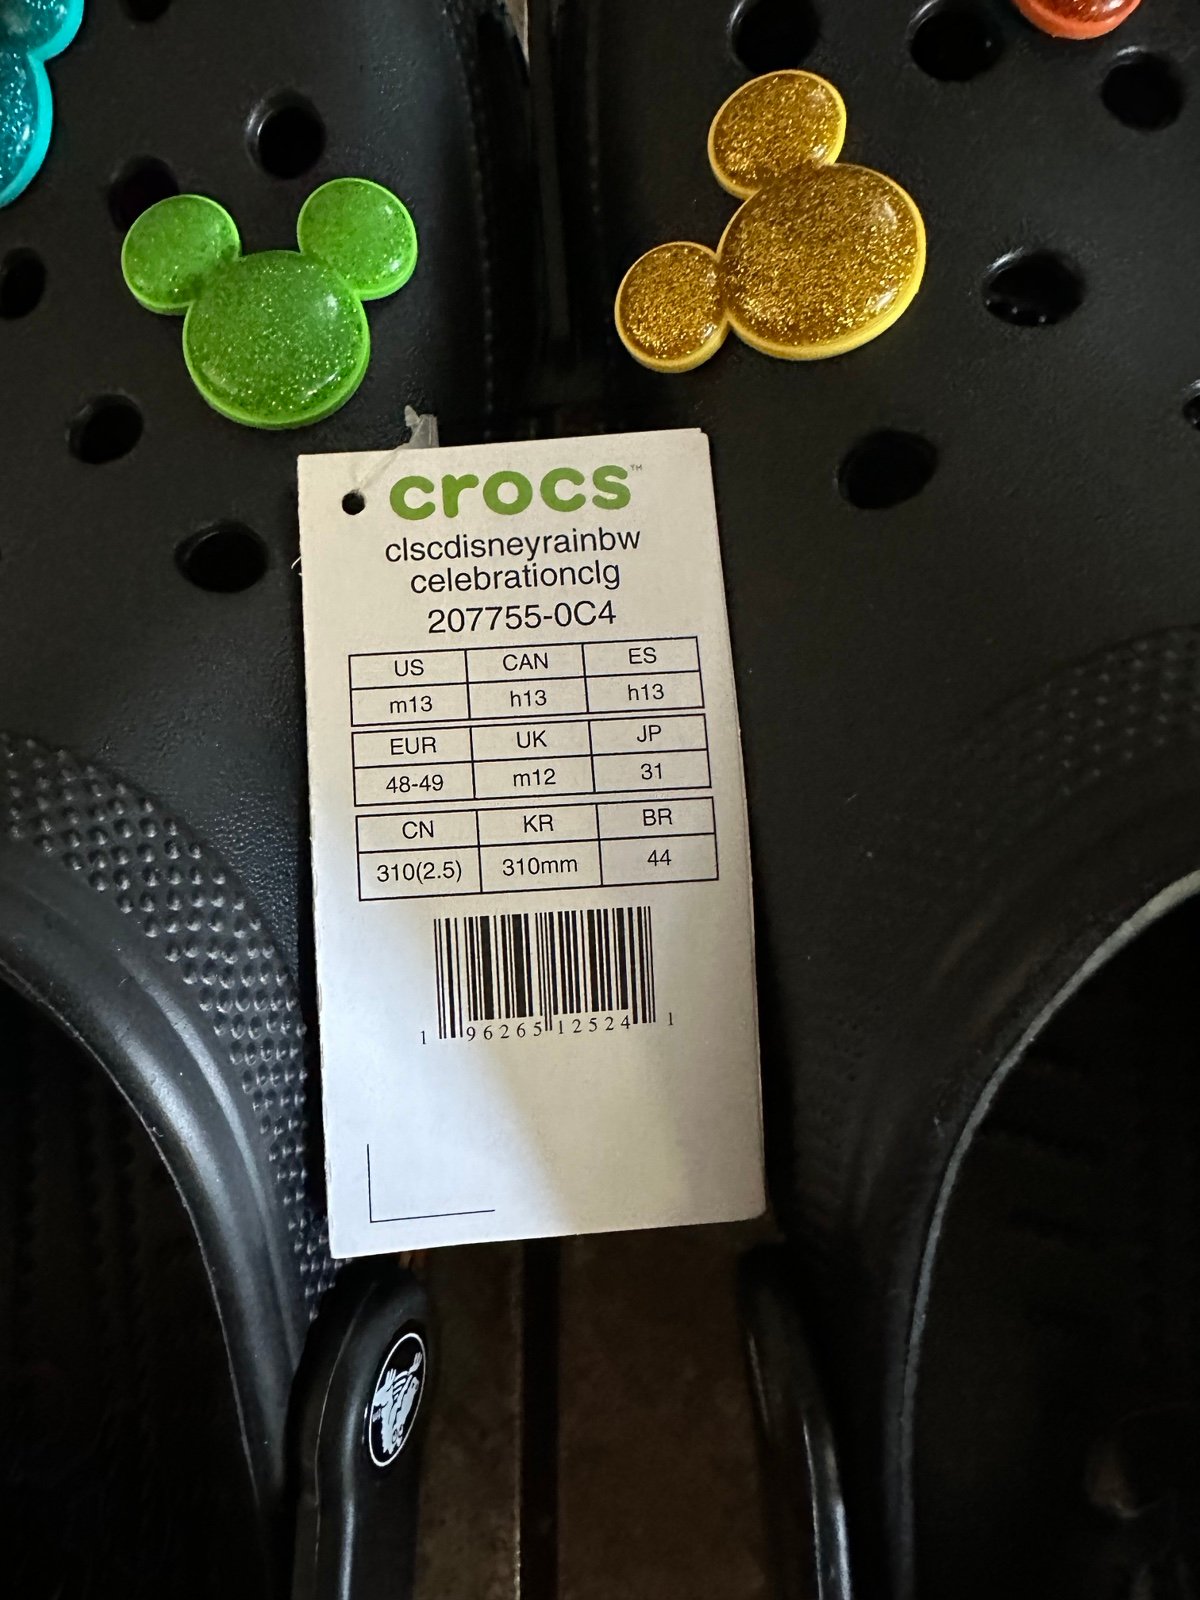 crocs™
clscdisneyrainbw
celebrationclg
207755-0C4
US CAN ES
m13 h13 h13
EUR UK JP
48-49 m12 31
CN KR BR
310(2.5) 310mm 44
1 96265 12524 1